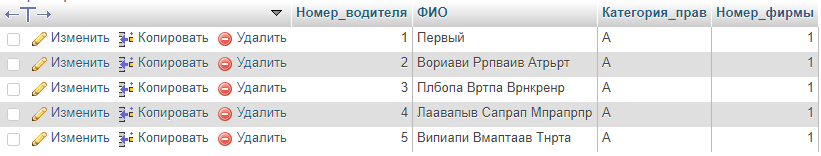 Номер_водителя ФИО Категория_прав Номер_фирмы
Изменить Копировать Удалить 1 Первый А 1
Изменить Копировать Удалить 2 Вориави Ррпваив Атрьрт А 1
Изменить Копировать Удалить 3 Плбопа Вртпа Врнкренр А 1
Изменить Копировать Удалить 4 Лаавапыв Сапрап Мпрапрпр А 1
Изменить Копировать Удалить 5 Випиапи Вмаптаав Тнрта А 1